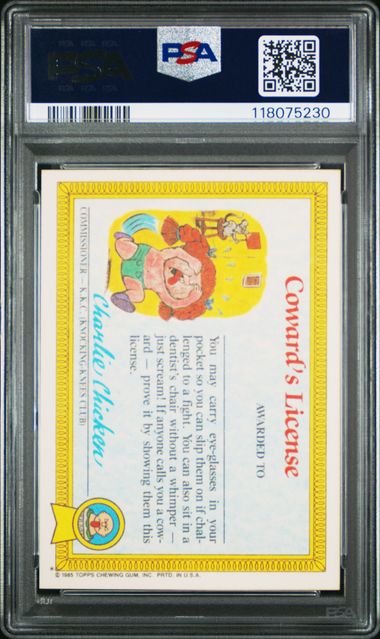 PSA
PSA
118075230
Coward's License
AWARDED TO
You may carry eye-glasses in your
pocket so you can slip them on if chal-
lenged to a fight. You can also sit in a
dentist's chair without a whimper —
just scream! If anyone calls you a cow-
ard — prove it by showing them this
license.
Charlie Chicken
COMMISSIONER — K.K.C. (KNOCKING-KNEES CLUB)
* © 1985 TOPPS CHEWING GUM, INC. PRTD. IN U.S.A.
PSA